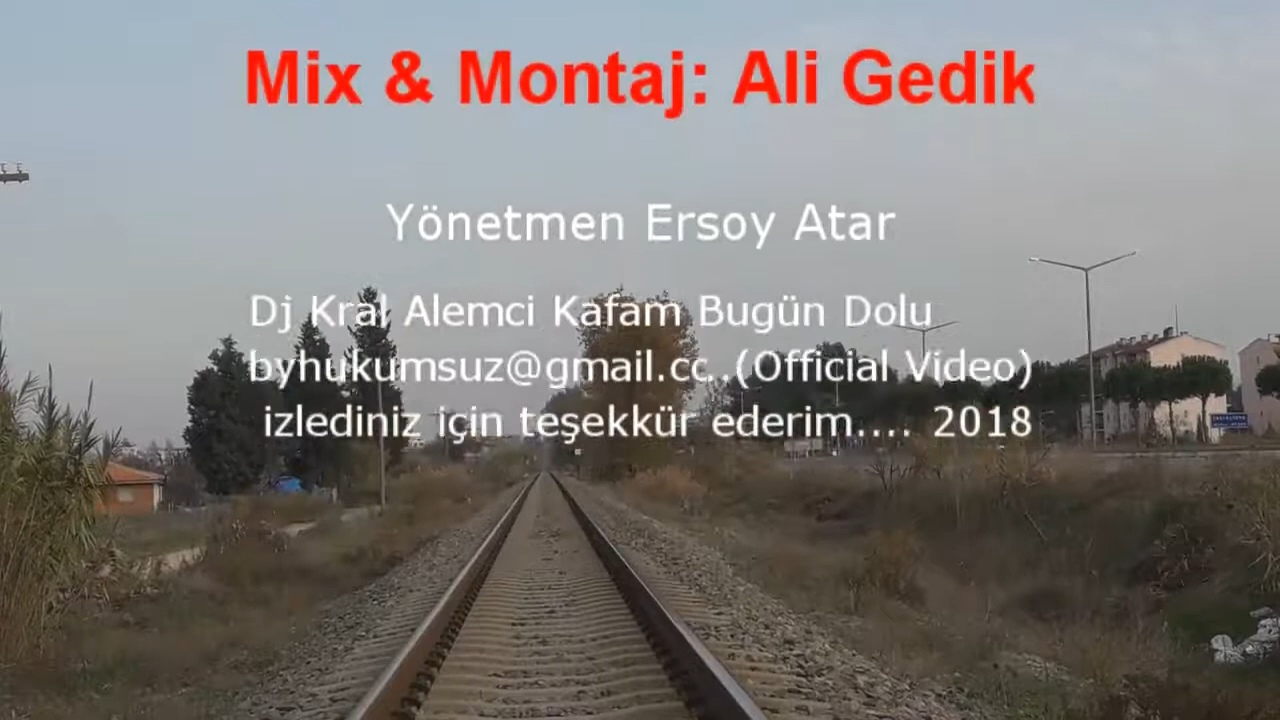 Mix & Montaj: Ali Gedik
Yönetmen Ersoy Atar
Dj Kral Alemci Kafam Bugün Dolu
byhukumsuz@gmail.cc..(Official Video)
izlediniz için teşekkür ederim.... 2018